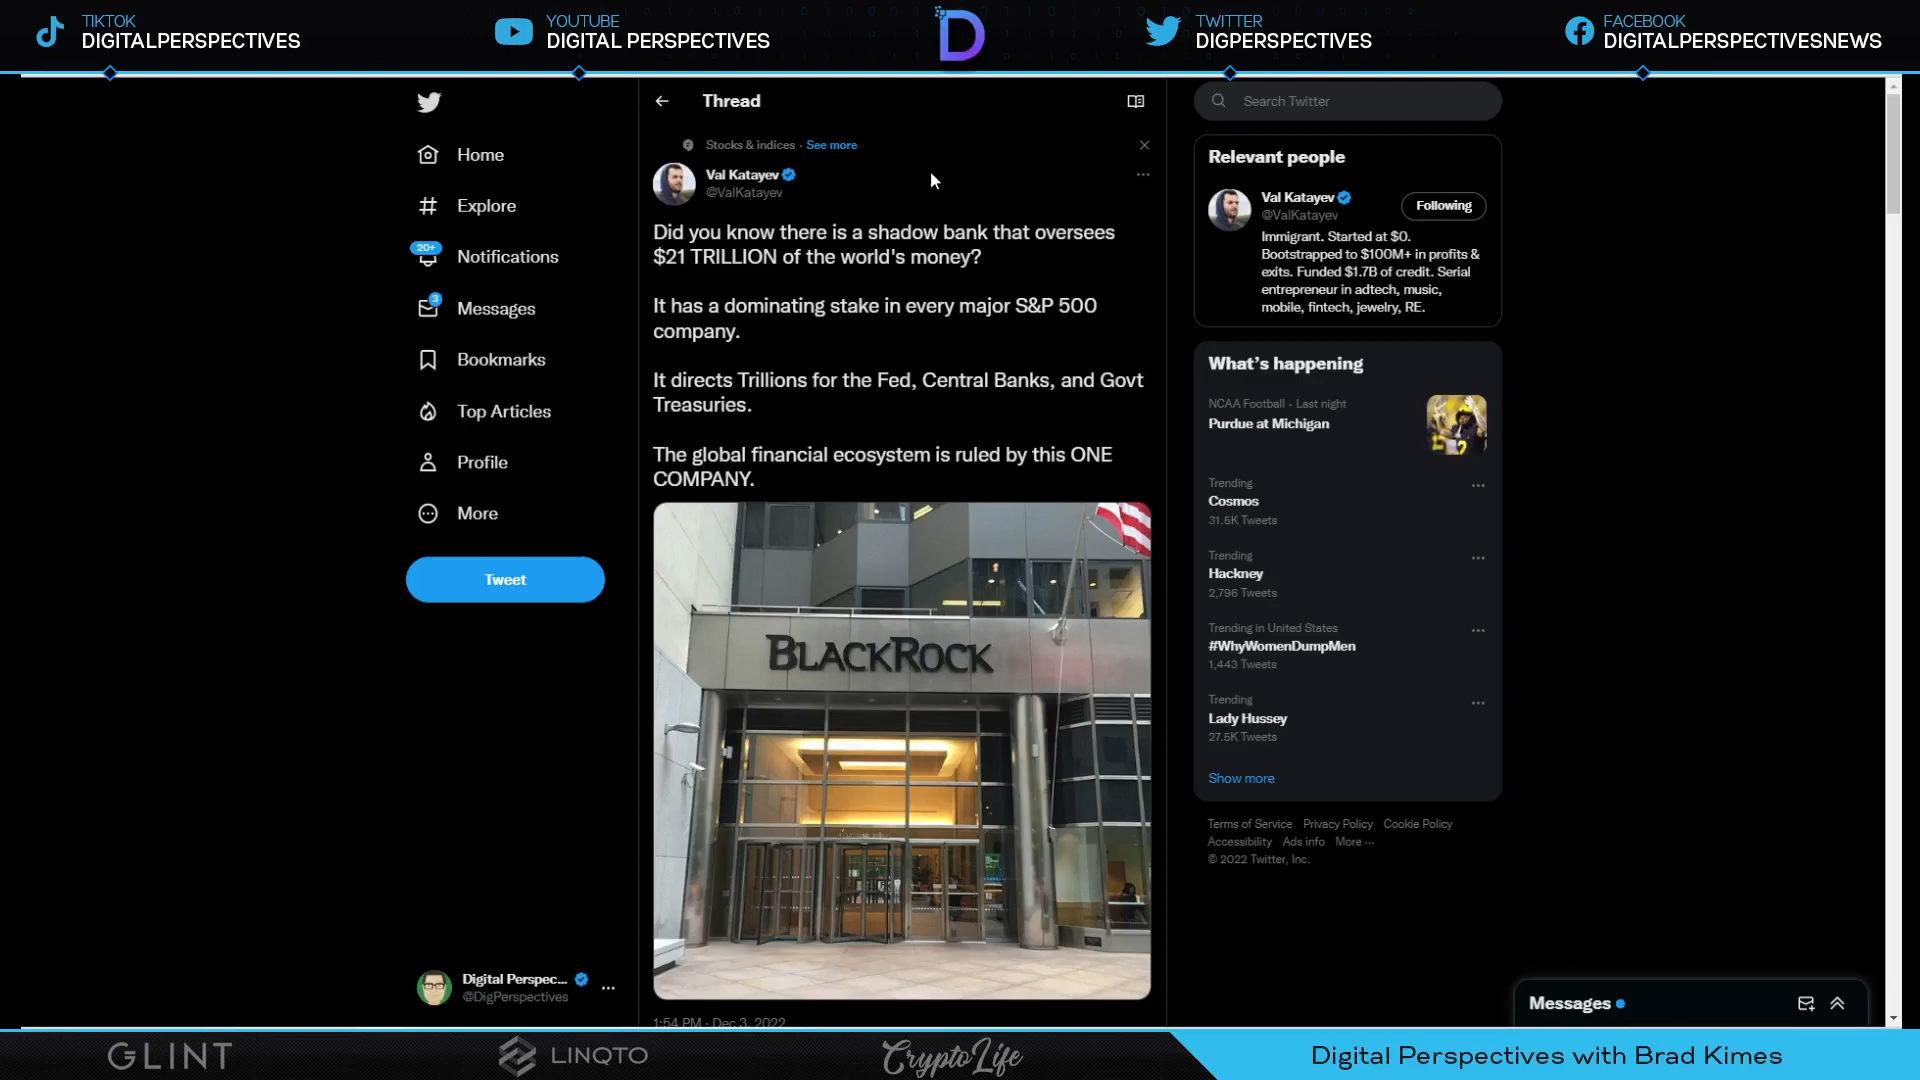 TIKTOK
DIGITALPERSPECTIVES
YOUTUBE
DIGITAL PERSPECTIVES
D
TWITTER
DIGPERSPECTIVES
FACEBOOK
DIGITALPERSPECTIVESNEWS
Home
Explore
20+
Notifications
3
Messages
Bookmarks
Top Articles
Profile
More
Tweet
Digital Perspec...
@DigPerspectives
Thread
Stocks & indices · See more
Val Katayev
@ValKatayev
Did you know there is a shadow bank that oversees
$21 TRILLION of the world's money?
It has a dominating stake in every major S&P 500
company.
It directs Trillions for the Fed, Central Banks, and Govt
Treasuries.
The global financial ecosystem is ruled by this ONE
COMPANY.
BLACKROCK
1:54 PM · Dec 3, 2022
Search Twitter
Relevant people
Val Katayev
@ValKatayev
Following
Immigrant. Started at $0.
Bootstrapped to $100M+ in profits &
exits. Funded $1.7B of credit. Serial
entrepreneur in adtech, music,
mobile, fintech, jewelry, RE.
What's happening
NCAA Football · Last night
Purdue at Michigan
Trending
Cosmos
31.5K Tweets
Trending
Hackney
2,796 Tweets
Trending in United States
#WhyWomenDumpMen
1,443 Tweets
Trending
Lady Hussey
27.5K Tweets
Show more
Terms of Service Privacy Policy Cookie Policy
Accessibility Ads info More ···
© 2022 Twitter, Inc.
Messages
GLINT
LINQTO
CryptoLife
Digital Perspectives with Brad Kimes